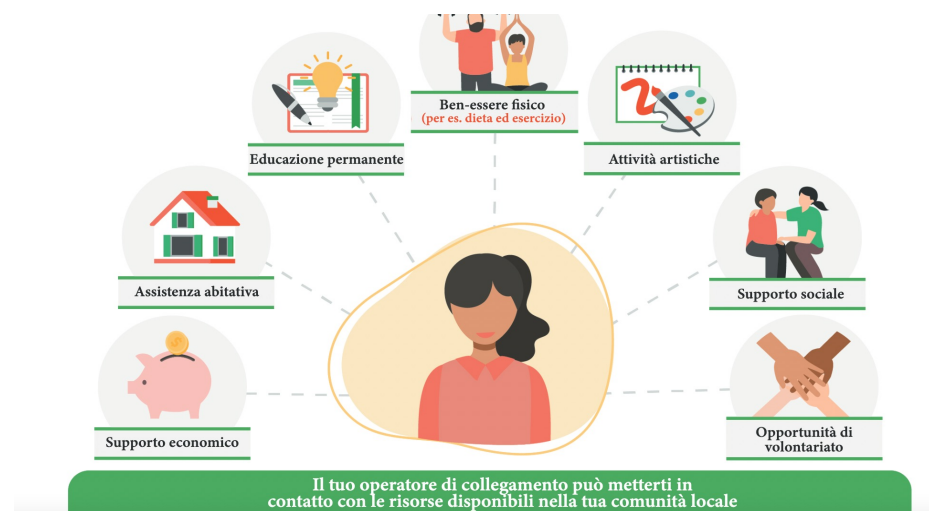 Ben-essere fisico
(per es. dieta ed esercizio)
Educazione permanente
Attività artistiche
Assistenza abitativa
Supporto sociale
Supporto economico
Opportunità di
volontariato
Il tuo operatore di collegamento può metterti in
contatto con le risorse disponibili nella tua comunità locale